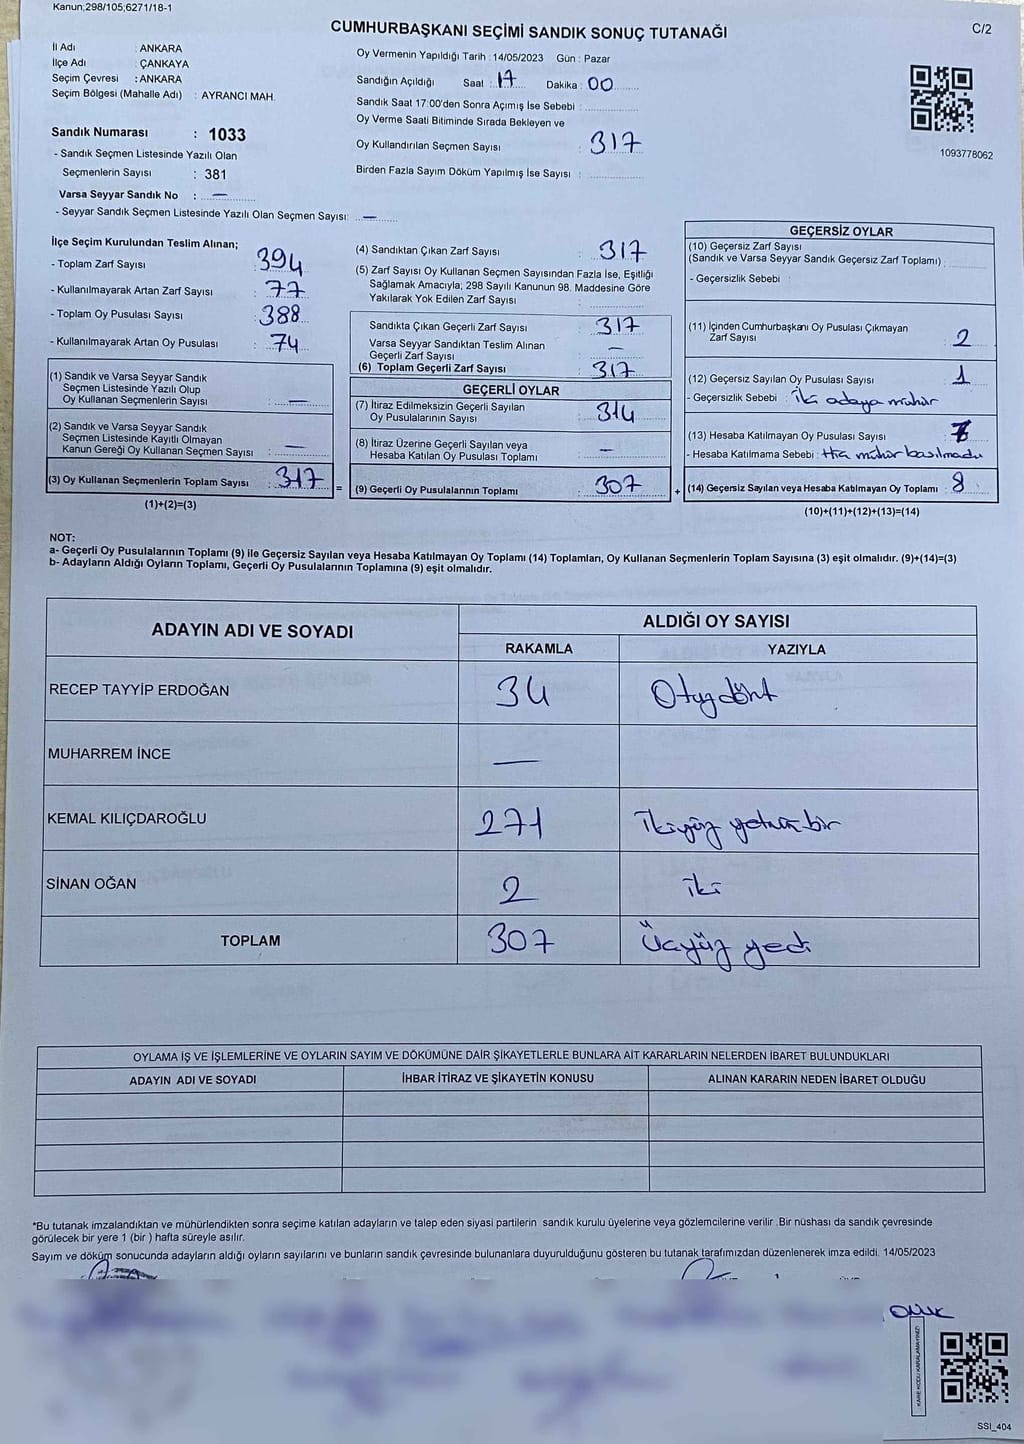 Kanun;298/105;6271/18-1
CUMHURBAŞKANI SEÇİMİ SANDIK SONUÇ TUTANAĞI
C/2
İl Adı : ANKARA
İlçe Adı : ÇANKAYA
Seçim Çevresi : ANKARA
Seçim Bölgesi (Mahalle Adı) : AYRANCI MAH.
Oy Vermenin Yapıldığı Tarih : 14/05/2023 Gün : Pazar
Sandığın Açıldığı Saat : 17 Dakika : 00
Sandık Saat 17:00'den Sonra Açımış İse Sebebi :
Oy Verme Saati Bitiminde Sırada Bekleyen ve
Oy Kullandırılan Seçmen Sayısı : 317
Birden Fazla Sayım Döküm Yapılmış İse Sayısı :
1093778062
Sandık Numarası : 1033
- Sandık Seçmen Listesinde Yazılı Olan
Seçmenlerin Sayısı : 381
Varsa Seyyar Sandık No : —
- Seyyar Sandık Seçmen Listesinde Yazılı Olan Seçmen Sayısı: —
İlçe Seçim Kurulundan Teslim Alınan;
- Toplam Zarf Sayısı : 394
- Kullanılmayarak Artan Zarf Sayısı : 77
- Toplam Oy Pusulası Sayısı : 388
- Kullanılmayarak Artan Oy Pusulası : 74
(1) Sandık ve Varsa Seyyar Sandık
Seçmen Listesinde Yazılı Olup
Oy Kullanan Seçmenlerin Sayısı : —
(2) Sandık ve Varsa Seyyar Sandık
Seçmen Listesinde Kayıtlı Olmayan
Kanun Gereği Oy Kullanan Seçmen Sayısı : —
(3) Oy Kullanan Seçmenlerin Toplam Sayısı : 317 =
(1)+(2)=(3)
(4) Sandıktan Çıkan Zarf Sayısı : 317
(5) Zarf Sayısı Oy Kullanan Seçmen Sayısından Fazla İse, Eşitliği
Sağlamak Amacıyla; 298 Sayılı Kanunun 98. Maddesine Göre
Yakılarak Yok Edilen Zarf Sayısı :
Sandıkta Çıkan Geçerli Zarf Sayısı : 317
Varsa Seyyar Sandıktan Teslim Alınan
Geçerli Zarf Sayısı : —
(6) Toplam Geçerli Zarf Sayısı : 317
GEÇERLİ OYLAR
(7) İtiraz Edilmeksizin Geçerli Sayılan
Oy Pusulalarının Sayısı : 314
(8) İtiraz Üzerine Geçerli Sayılan veya
Hesaba Katılan Oy Pusulası Toplamı : —
(9) Geçerli Oy Pusulalarının Toplamı : 307 +
GEÇERSİZ OYLAR
(10) Geçersiz Zarf Sayısı
(Sandık ve Varsa Seyyar Sandık Geçersiz Zarf Toplamı) :
- Geçersizlik Sebebi :
(11) İçinden Cumhurbaşkanı Oy Pusulası Çıkmayan
Zarf Sayısı : 2
(12) Geçersiz Sayılan Oy Pusulası Sayısı : 1
- Geçersizlik Sebebi : İki adaya mühür
(13) Hesaba Katılmayan Oy Pusulası Sayısı :
- Hesaba Katılmama Sebebi : Hiç mühür basılmadı
(14) Geçersiz Sayılan veya Hesaba Katılmayan Oy Toplamı : 8
(10)+(11)+(12)+(13)=(14)
NOT:
a- Geçerli Oy Pusulalarının Toplamı (9) ile Geçersiz Sayılan veya Hesaba Katılmayan Oy Toplamı (14) Toplamları, Oy Kullanan Seçmenlerin Toplam Sayısına (3) eşit olmalıdır. (9)+(14)=(3)
b- Adayların Aldığı Oyların Toplamı, Geçerli Oy Pusulalarının Toplamına (9) eşit olmalıdır.
ADAYIN ADI VE SOYADI
ALDIĞI OY SAYISI
RAKAMLA YAZIYLA
RECEP TAYYİP ERDOĞAN 34 Otuzdört
MUHARREM İNCE —
KEMAL KILIÇDAROĞLU 271 İkiyüz yetmiş bir
SİNAN OĞAN 2 iki
TOPLAM 307 Üçyüz yedi
OYLAMA İŞ VE İŞLEMLERİNE VE OYLARIN SAYIM VE DÖKÜMÜNE DAİR ŞİKAYETLERLE BUNLARA AİT KARARLARIN NELERDEN İBARET BULUNDUKLARI
ADAYIN ADI VE SOYADI İHBAR İTİRAZ VE ŞİKAYETİN KONUSU ALINAN KARARIN NEDEN İBARET OLDUĞU
*Bu tutanak imzalandıktan ve mühürlendikten sonra seçime katılan adayların ve talep eden siyasi partilerin sandık kurulu üyelerine veya gözlemcilerine verilir .Bir nüshası da sandık çevresinde
görülecek bir yere 1 (bir ) hafta süreyle asılır.
Sayım ve döküm sonucunda adayların aldığı oyların sayılarını ve bunların sandık çevresinde bulunanlara duyurulduğunu gösteren bu tutanak tarafımızdan düzenlenerek imza edildi. 14/05/2023
KARE KODU KARALAMAYINIZ!
SSI_404